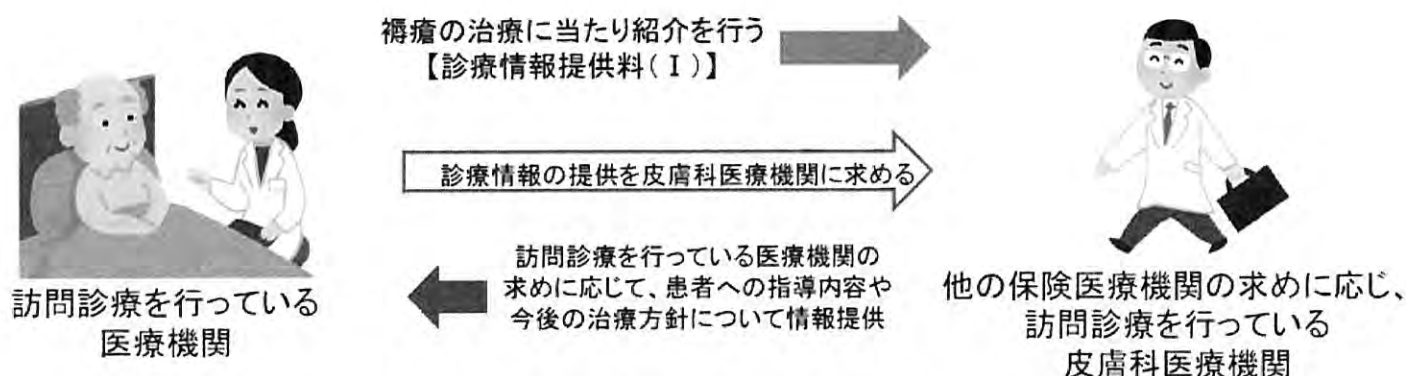 褥瘡の治療に当たり紹介を行う
【診療情報提供料(Ⅰ)】
診療情報の提供を皮膚科医療機関に求める
訪問診療を行っている医療機関の
求めに応じて、患者への指導内容や
今後の治療方針について情報提供
訪問診療を行っている
医療機関
他の保険医療機関の求めに応じ、
訪問診療を行っている
皮膚科医療機関